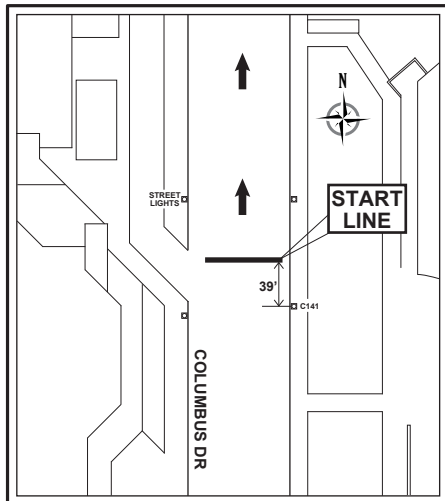 N
STREET
LIGHTS
START
LINE
39'
C141
COLUMBUS DR